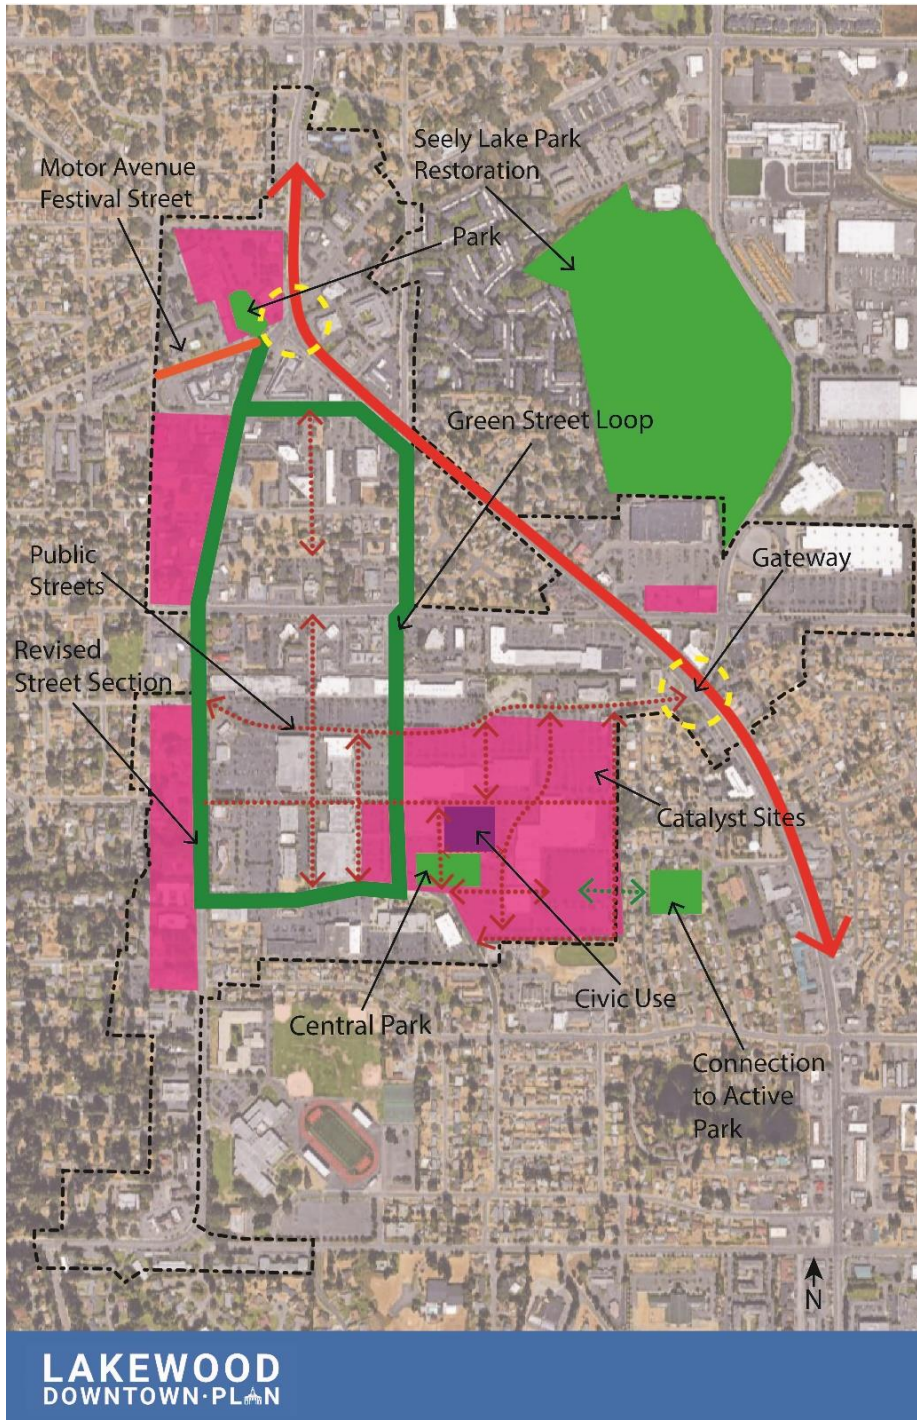 Seely Lake Park
Restoration
Motor Avenue
Festival Street
Park
Green Street Loop
Public
Streets
Gateway
Revised
Street Section
Catalyst Sites
Civic Use
Central Park
Connection
to Active
Park
N
LAKEWOOD
DOWNTOWN·PLAN